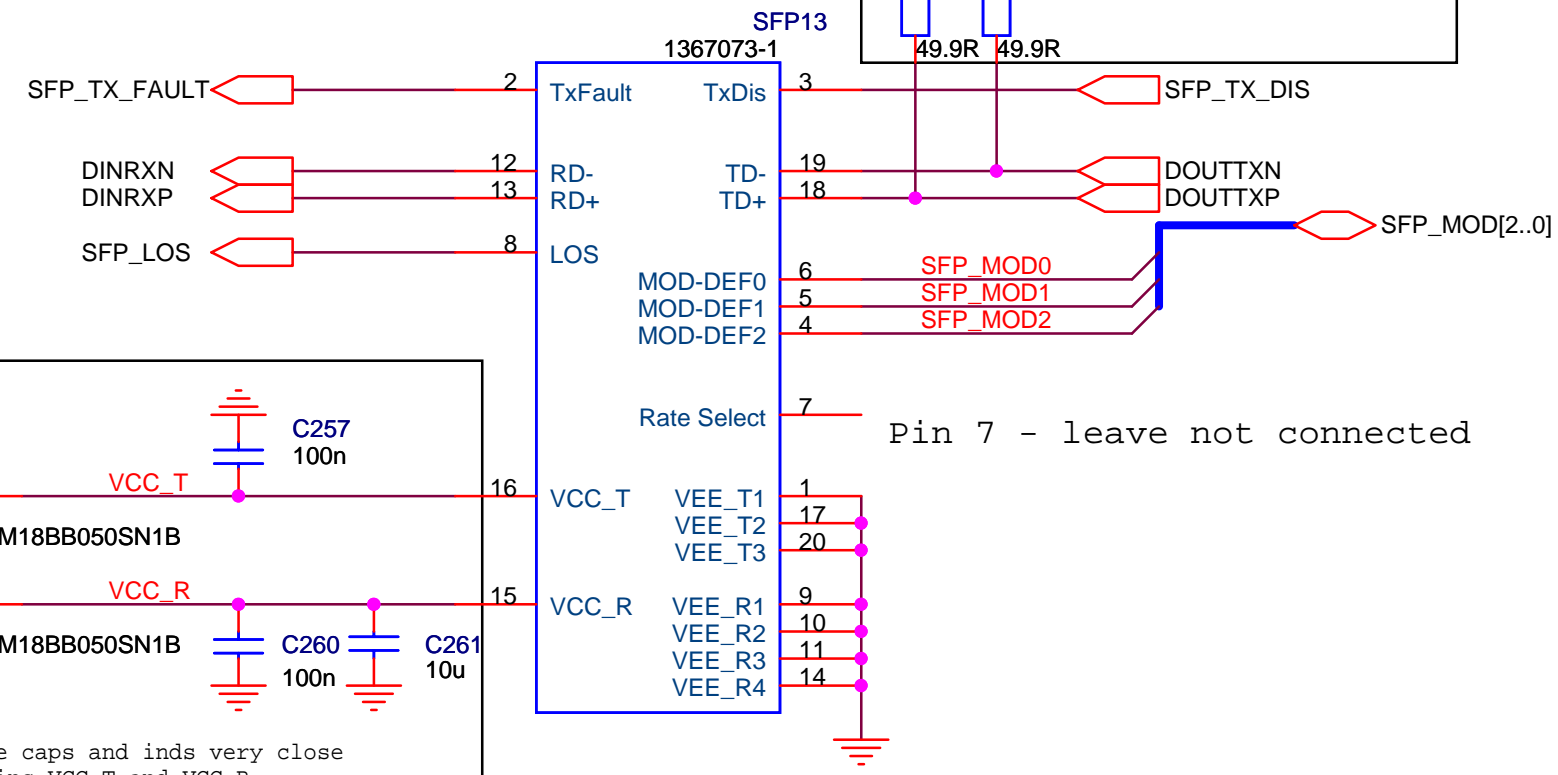 SFP13
1367073-1
49.9R 49.9R
SFP_TX_FAULT 2 TxFault TxDis 3 SFP_TX_DIS
DINRXN 12 RD- TD- 19 DOUTTXN
DINRXP 13 RD+ TD+ 18 DOUTTXP
SFP_MOD[2..0]
SFP_LOS 8 LOS
MOD-DEF0 6 SFP_MOD0
MOD-DEF1 5 SFP_MOD1
MOD-DEF2 4 SFP_MOD2
Rate Select 7
Pin 7 - leave not connected
C257
100n
VCC_T 16 VCC_T VEE_T1 1
VEE_T2 17
M18BB050SN1B
VEE_T3 20
VCC_R 15 VCC_R VEE_R1 9
VEE_R2 10
M18BB050SN1B C260 C261 VEE_R3 11
100n 10u VEE_R4 14
e caps and inds very close
VCC_T and VCC_R